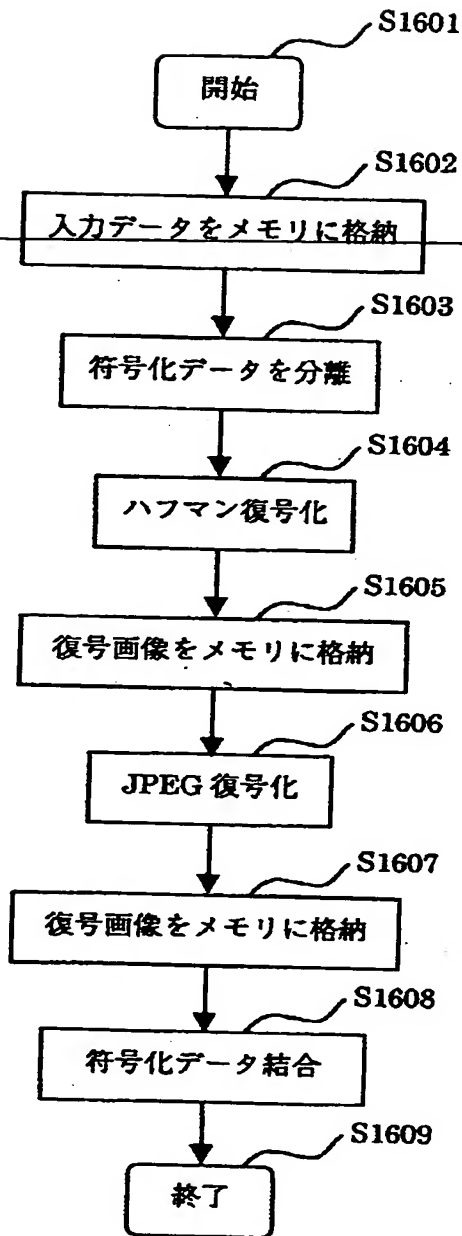 S1601
開始
S1602
入力データをメモリに格納
S1603
符号化データを分離
S1604
ハフマン復号化
S1605
復号画像をメモリに格納
S1606
JPEG 復号化
S1607
復号画像をメモリに格納
S1608
符号化データ結合
S1609
終了